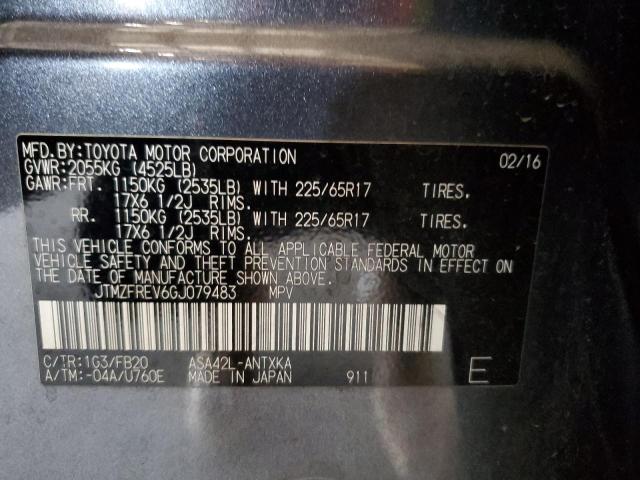 MFD.BY:TOYOTA MOTOR CORPORATION 02/16
GVWR:2055KG (4525LB)
GAWR:FRT. 1150KG (2535LB) WITH 225/65R17 TIRES,
17X6 1/2J RIMS.
RR. 1150KG (2535LB) WITH 225/65R17 TIRES,
17X6 1/2J RIMS.
THIS VEHICLE CONFORMS TO ALL APPLICABLE FEDERAL MOTOR
VEHICLE SAFETY AND THEFT PREVENTION STANDARDS IN EFFECT ON
THE DATE OF MANUFACTURE SHOWN ABOVE.
JTMZFREV6GJ079483 MPV
C/TR:1G3/FB20 ASA42L-ANTXKA
A/TM:-04A/U760E MADE IN JAPAN 911 E